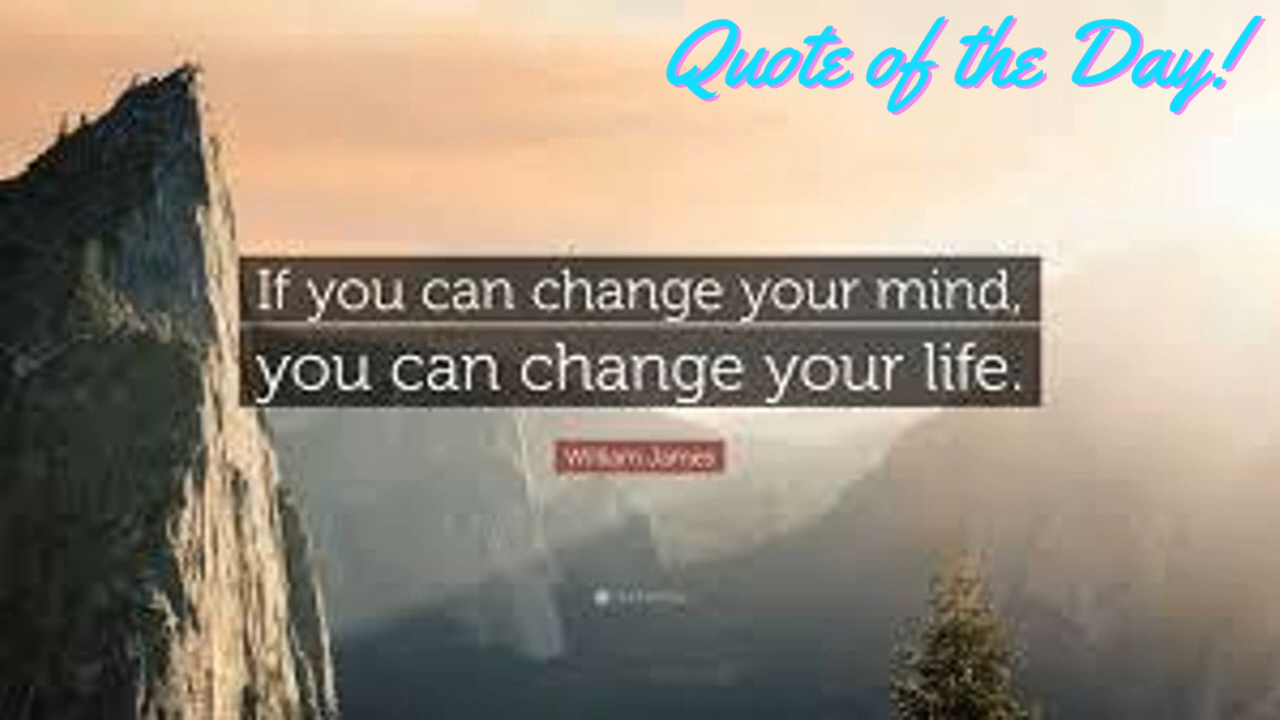 Quote of the Day!
If you can change your mind,
you can change your life.
William James